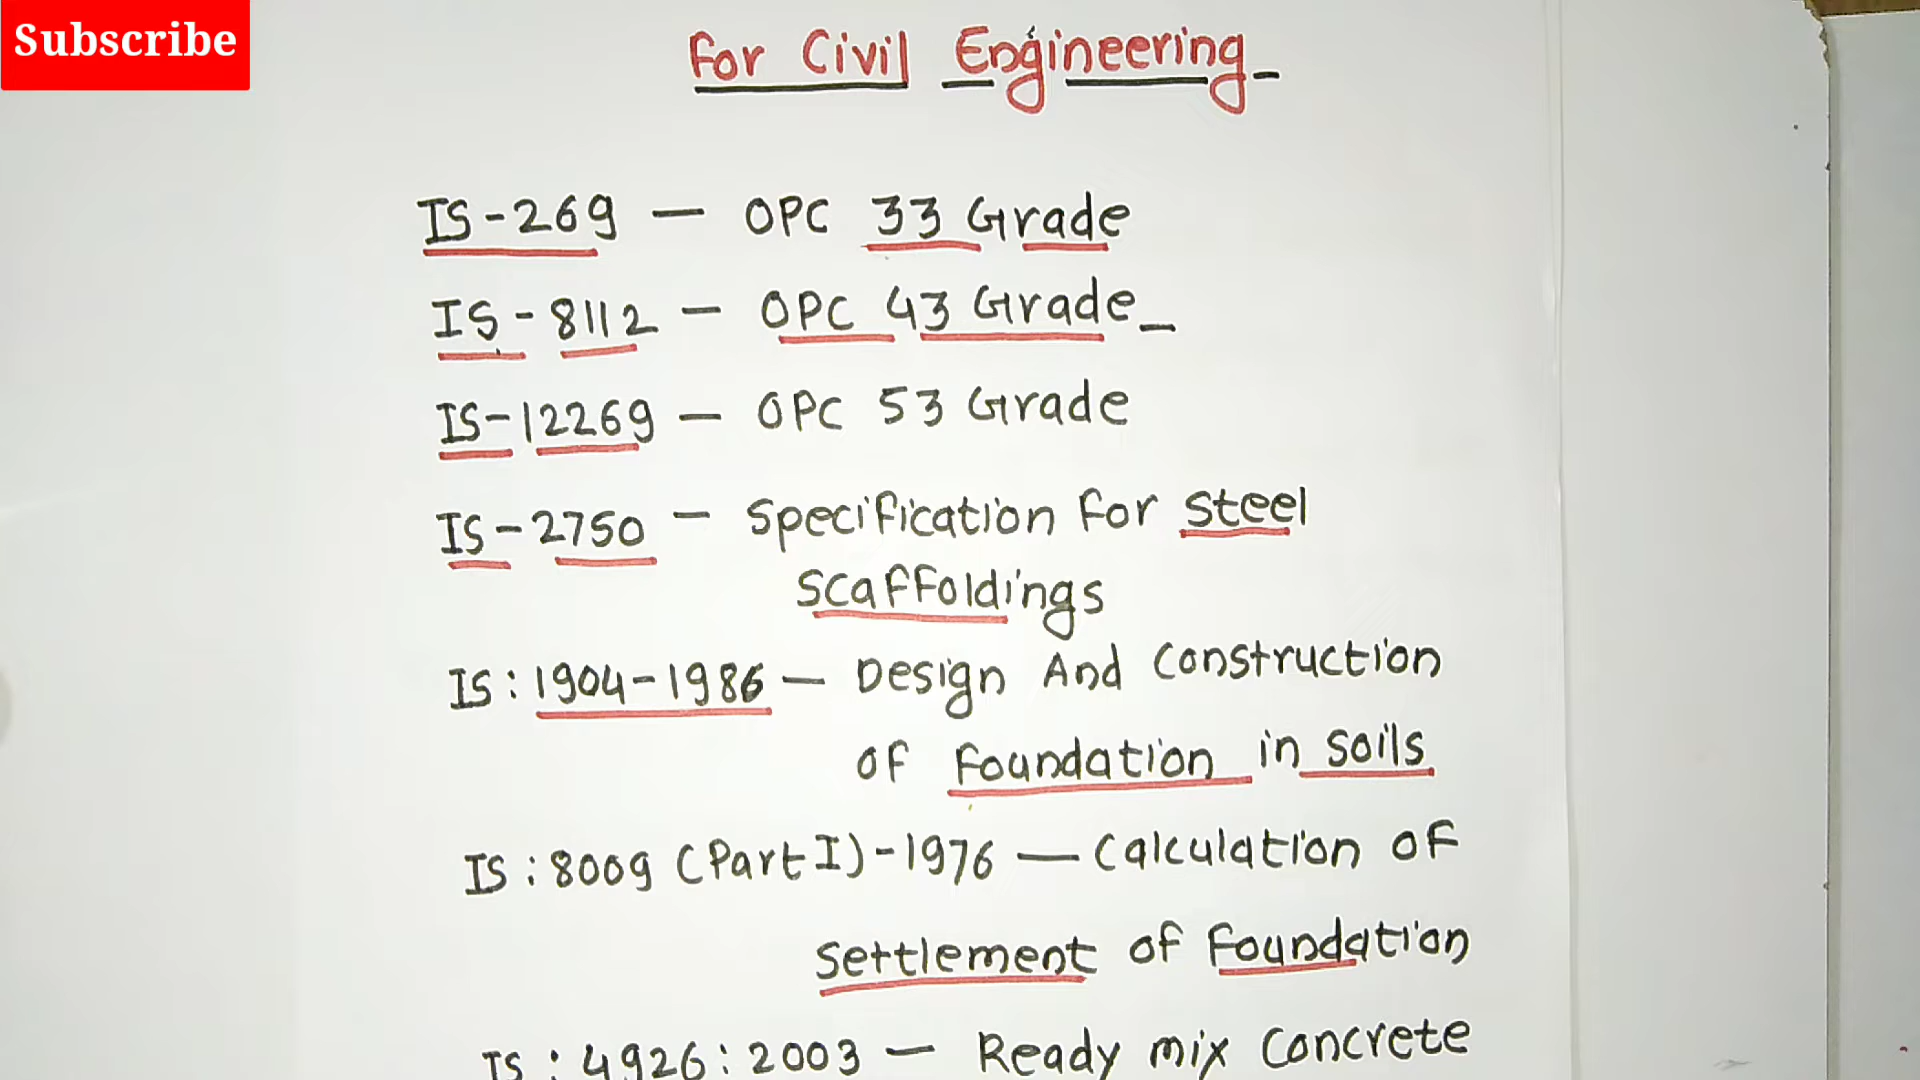 Subscribe
For Civil Engineering
IS-269 — OPC 33 Grade
IS-8112 — OPC 43 Grade
IS-12269 — OPC 53 Grade
IS-2750 — Specification For Steel
Scaffoldings
IS:1904-1986 — Design And Construction
of Foundation in Soils
IS:8009 (Part I)-1976 — Calculation of
Settlement of Foundation
IS:4926:2003 — Ready mix Concrete